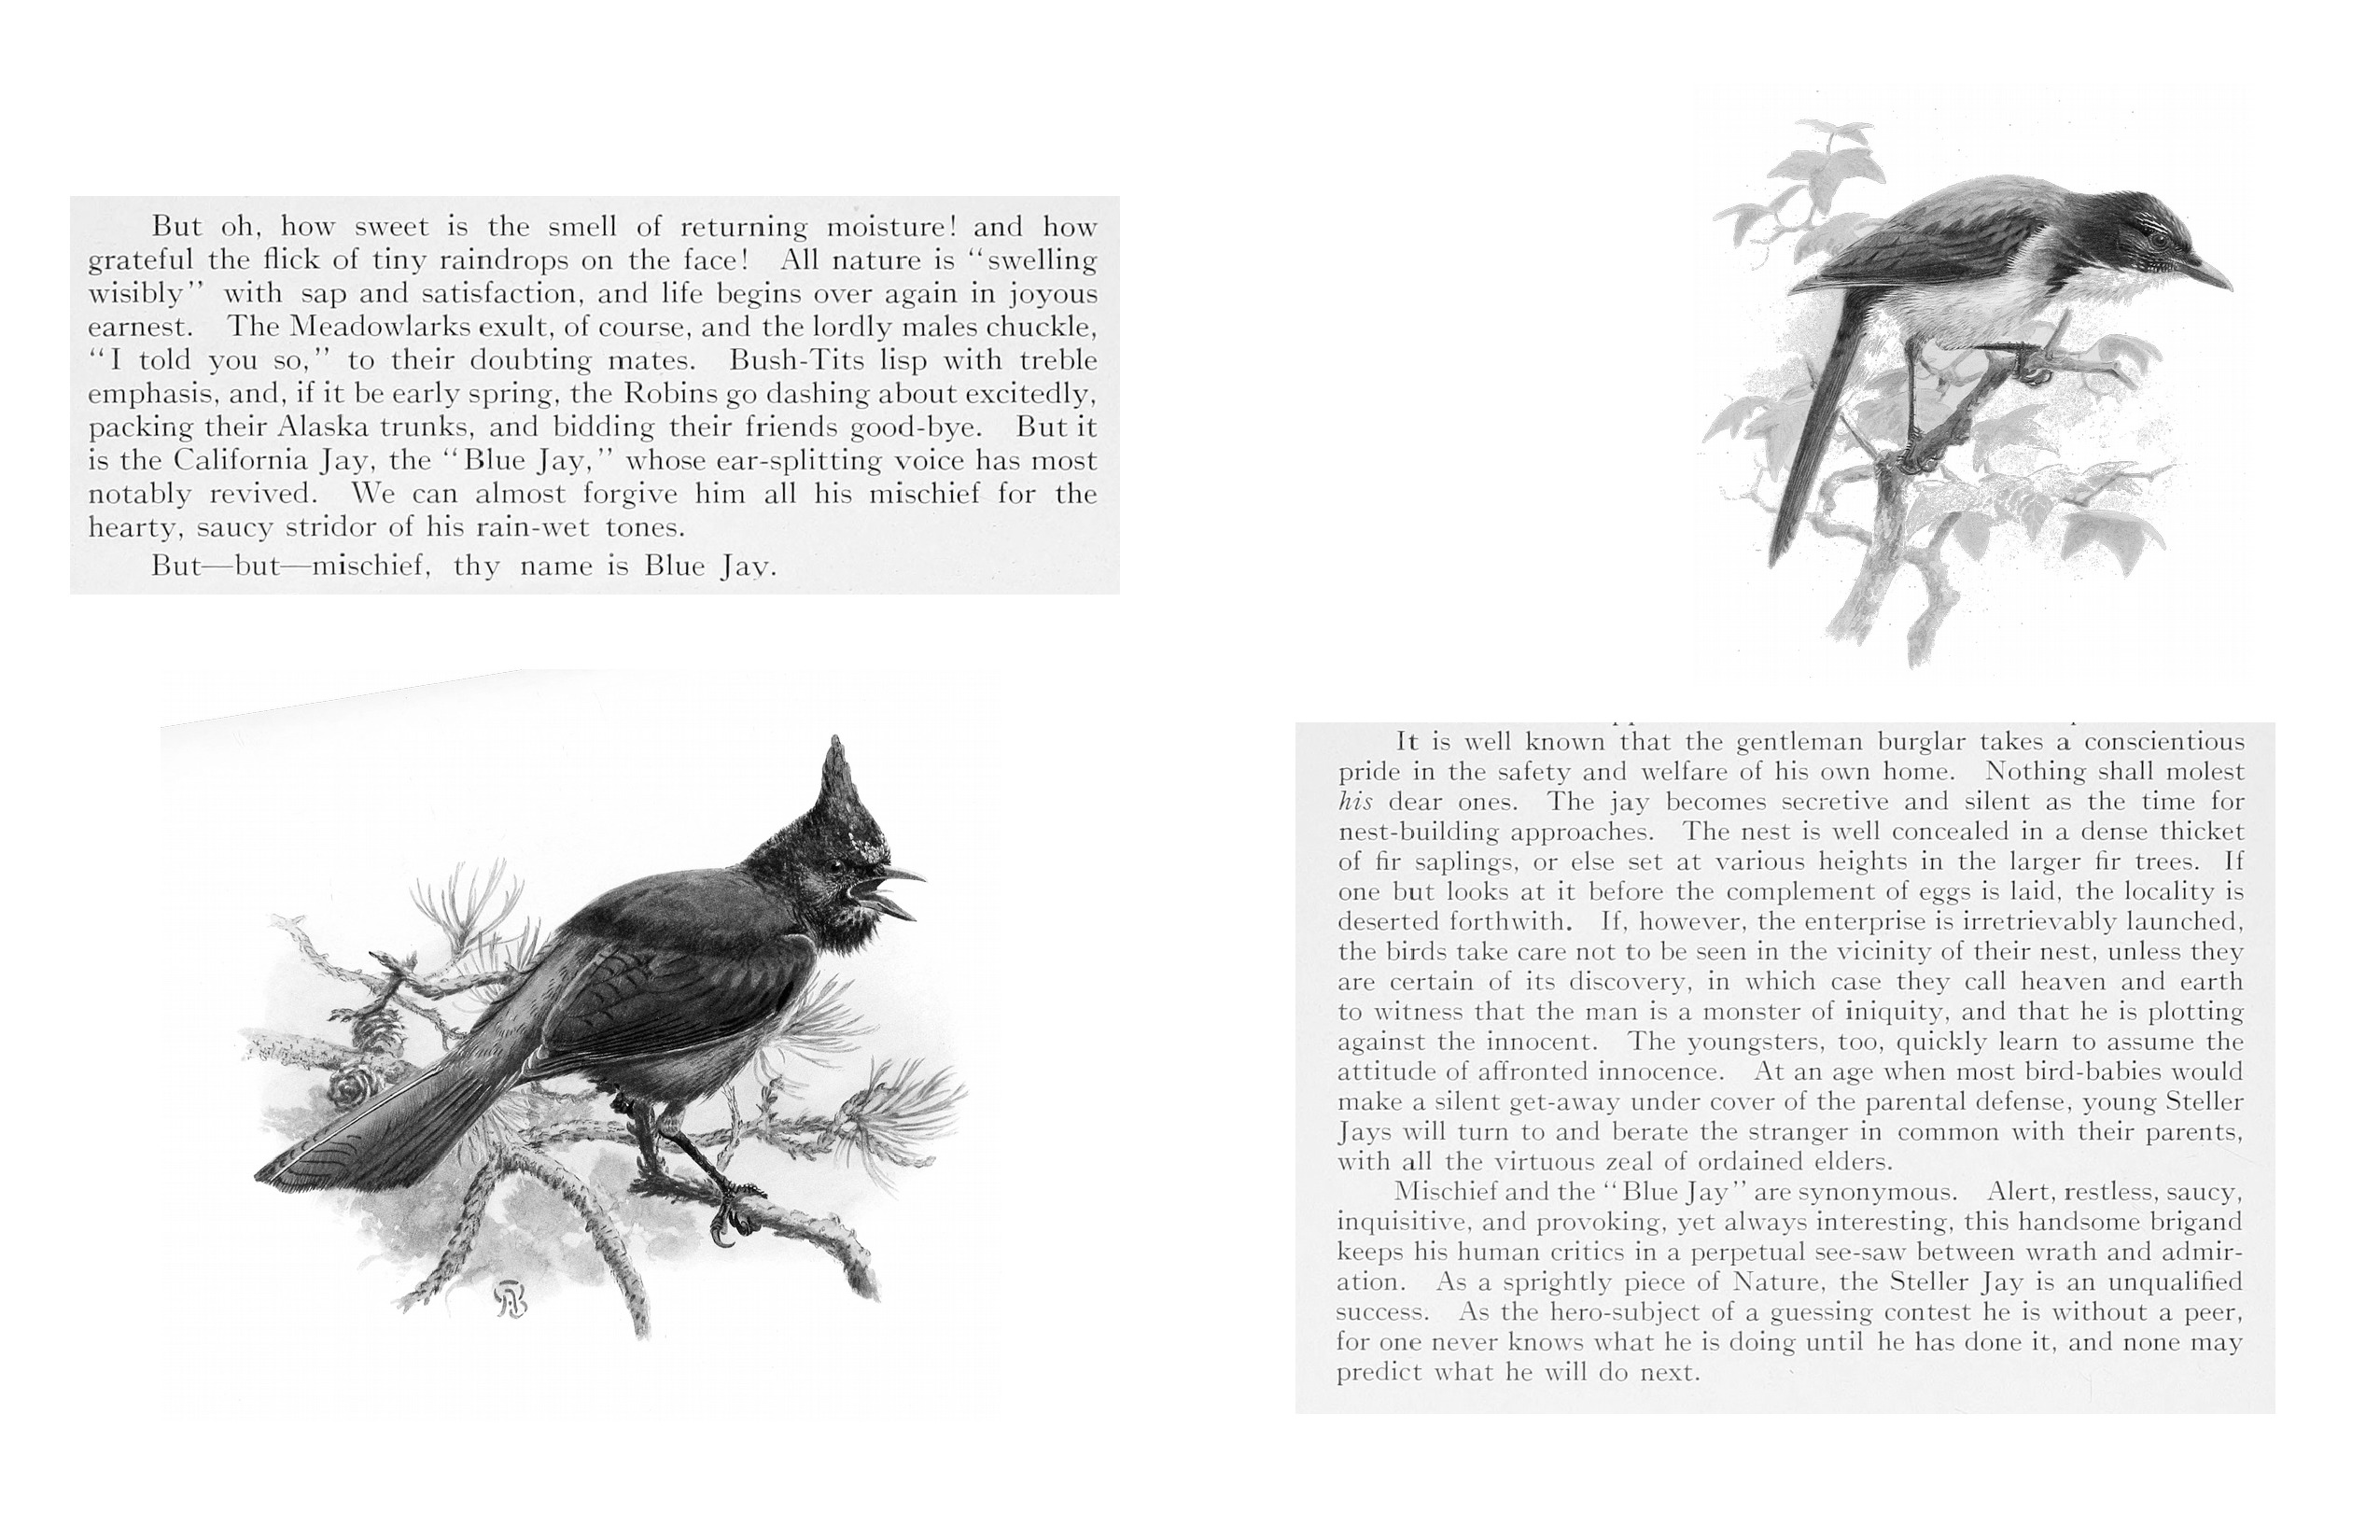 But oh, how sweet is the smell of returning moisture! and how
grateful the flick of tiny raindrops on the face! All nature is “swelling
wisibly” with sap and satisfaction, and life begins over again in joyous
earnest. The Meadowlarks exult, of course, and the lordly males chuckle,
“I told you so,” to their doubting mates. Bush-Tits lisp with treble
emphasis, and, if it be early spring, the Robins go dashing about excitedly,
packing their Alaska trunks, and bidding their friends good-bye. But it
is the California Jay, the “Blue Jay,” whose ear-splitting voice has most
notably revived. We can almost forgive him all his mischief for the
hearty, saucy stridor of his rain-wet tones.
But—but—mischief, thy name is Blue Jay.
It is well known that the gentleman burglar takes a conscientious
pride in the safety and welfare of his own home. Nothing shall molest
his dear ones. The jay becomes secretive and silent as the time for
nest-building approaches. The nest is well concealed in a dense thicket
of fir saplings, or else set at various heights in the larger fir trees. If
one but looks at it before the complement of eggs is laid, the locality is
deserted forthwith. If, however, the enterprise is irretrievably launched,
the birds take care not to be seen in the vicinity of their nest, unless they
are certain of its discovery, in which case they call heaven and earth
to witness that the man is a monster of iniquity, and that he is plotting
against the innocent. The youngsters, too, quickly learn to assume the
attitude of affronted innocence. At an age when most bird-babies would
make a silent get-away under cover of the parental defense, young Steller
Jays will turn to and berate the stranger in common with their parents,
with all the virtuous zeal of ordained elders.
Mischief and the “Blue Jay” are synonymous. Alert, restless, saucy,
inquisitive, and provoking, yet always interesting, this handsome brigand
keeps his human critics in a perpetual see-saw between wrath and admir-
ation. As a sprightly piece of Nature, the Steller Jay is an unqualified
success. As the hero-subject of a guessing contest he is without a peer,
for one never knows what he is doing until he has done it, and none may
predict what he will do next.